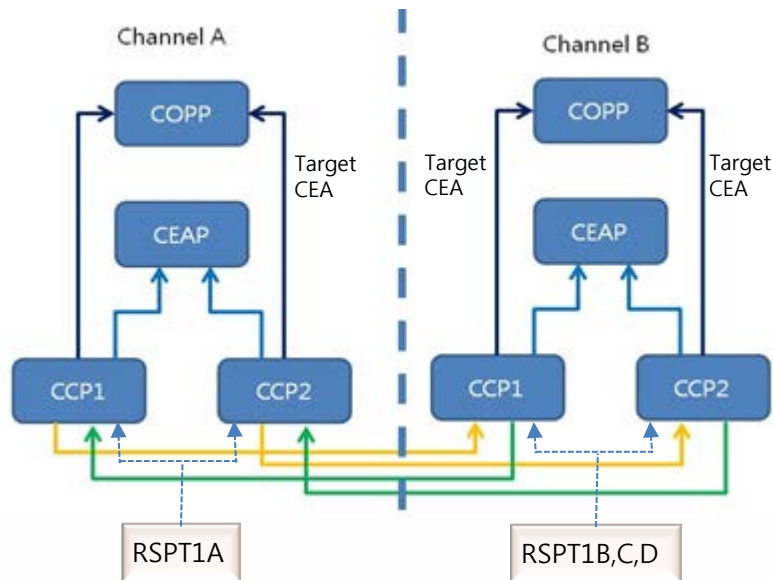 Channel A
Channel B
COPP
COPP
Target
CEA
Target
CEA
Target
CEA
CEAP
CEAP
CCP1
CCP2
CCP1
CCP2
RSPT1A
RSPT1B,C,D